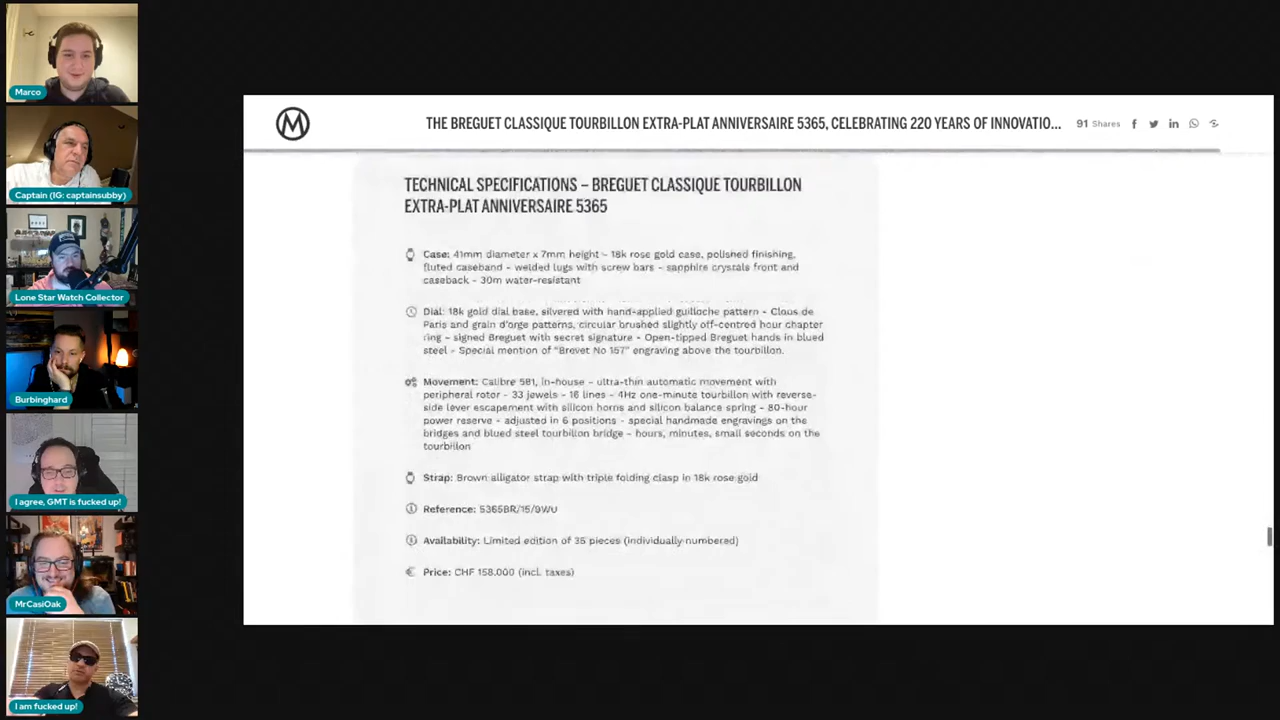 Marco
Captain (IG: captainsubby)
Lone Star Watch Collector
Burbinghard
I agree, GMT is fucked up!
MrCasiOak
I am fucked up!
M
THE BREGUET CLASSIQUE TOURBILLON EXTRA-PLAT ANNIVERSAIRE 5365, CELEBRATING 220 YEARS OF INNOVATIO...
91 Shares
TECHNICAL SPECIFICATIONS – BREGUET CLASSIQUE TOURBILLON
EXTRA-PLAT ANNIVERSAIRE 5365
Case: 41mm diameter x 7mm height – 18k rose gold case, polished finishing,
fluted caseband – welded lugs with screw bars – sapphire crystals front and
caseback – 30m water-resistant
Dial: 18k gold dial base, silvered with hand-applied guilloche pattern – Clous de
Paris and grain d'orge patterns, circular brushed slightly off-centred hour chapter
ring – signed Breguet with secret signature – Open-tipped Breguet hands in blued
steel – Special mention of "Brevet No 157" engraving above the tourbillon.
Movement: Calibre 581, in-house – ultra-thin automatic movement with
peripheral rotor – 33 jewels – 16 lines – 4Hz one-minute tourbillon with reverse-
side lever escapement with silicon horns and silicon balance spring – 80-hour
power reserve – adjusted in 6 positions – special handmade engravings on the
bridges and blued steel tourbillon bridge – hours, minutes, small seconds on the
tourbillon
Strap: Brown alligator strap with triple folding clasp in 18k rose gold
Reference: 5365BR/15/9WU
Availability: Limited edition of 35 pieces (individually-numbered)
Price: CHF 158.000 (incl. taxes)